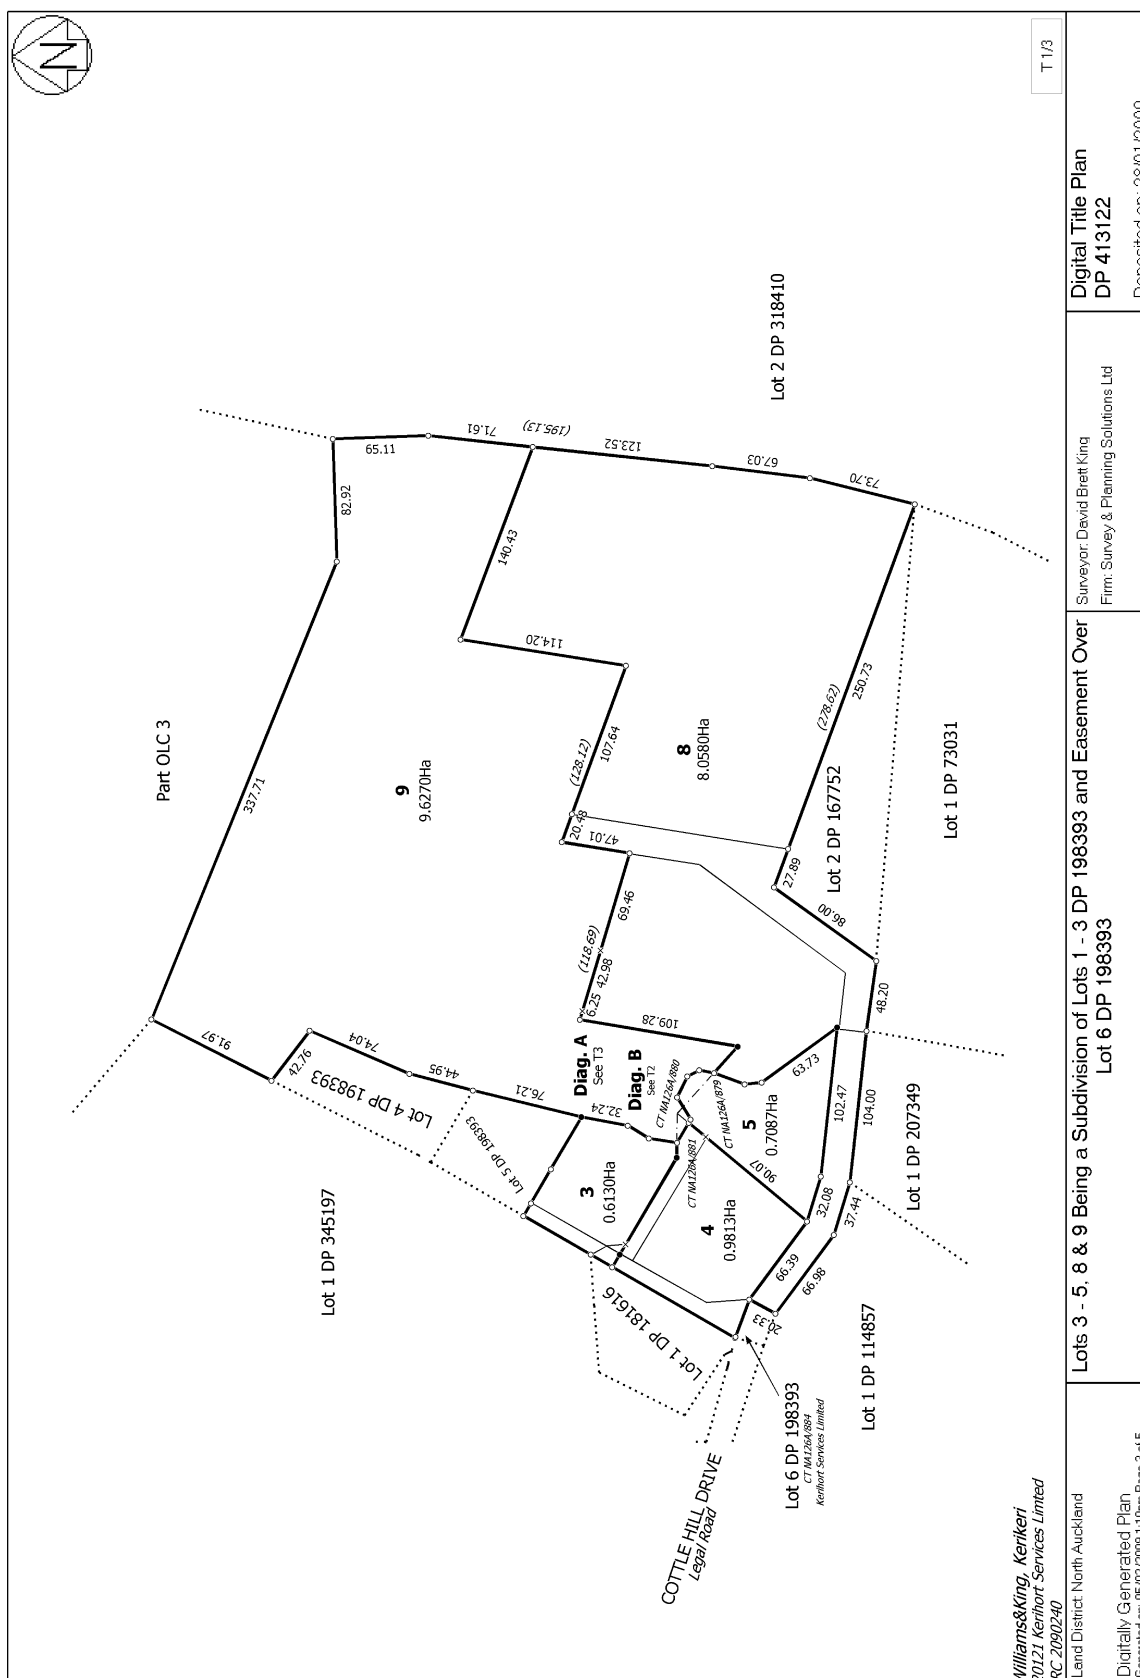 N
T 1/3
Part OLC 3
337.71
82.92
65.11
71.61
(195.13)
123.52
67.03
73.70
Lot 2 DP 318410
91.97
42.76
74.04
44.95
76.21
32.24
9
9.6270Ha
140.43
114.20
(128.12)
107.64
20.48
47.01
8
8.0580Ha
(278.62)
250.73
27.89
86.00
Lot 2 DP 167752
Lot 1 DP 73031
(118.69)
69.46
42.98
6.25
109.28
Diag. A
See T3
Diag. B
See T2
CT NA126A/880
CT NA126A/879
CT NA126A/881
Lot 4 DP 198393
Lot 5 DP 198393
Lot 1 DP 345197
3
0.6130Ha
4
0.9813Ha
5
0.7087Ha
90.07
63.73
102.47
104.00
48.20
32.08
37.44
66.39
66.98
20.33
Lot 1 DP 207349
Lot 1 DP 114857
Lot 1 DP 181616
Lot 6 DP 198393
CT NA126A/884
Kerihort Services Limited
COTTLE HILL DRIVE
Legal Road
Williams&King, Kerikeri
20121 Kerihort Services Limted
RC 2090240
Land District: North Auckland
Digitally Generated Plan
Lots 3 - 5, 8 & 9 Being a Subdivision of Lots 1 - 3 DP 198393 and Easement Over
Lot 6 DP 198393
Surveyor: David Brett King
Firm: Survey & Planning Solutions Ltd
Digital Title Plan
DP 413122